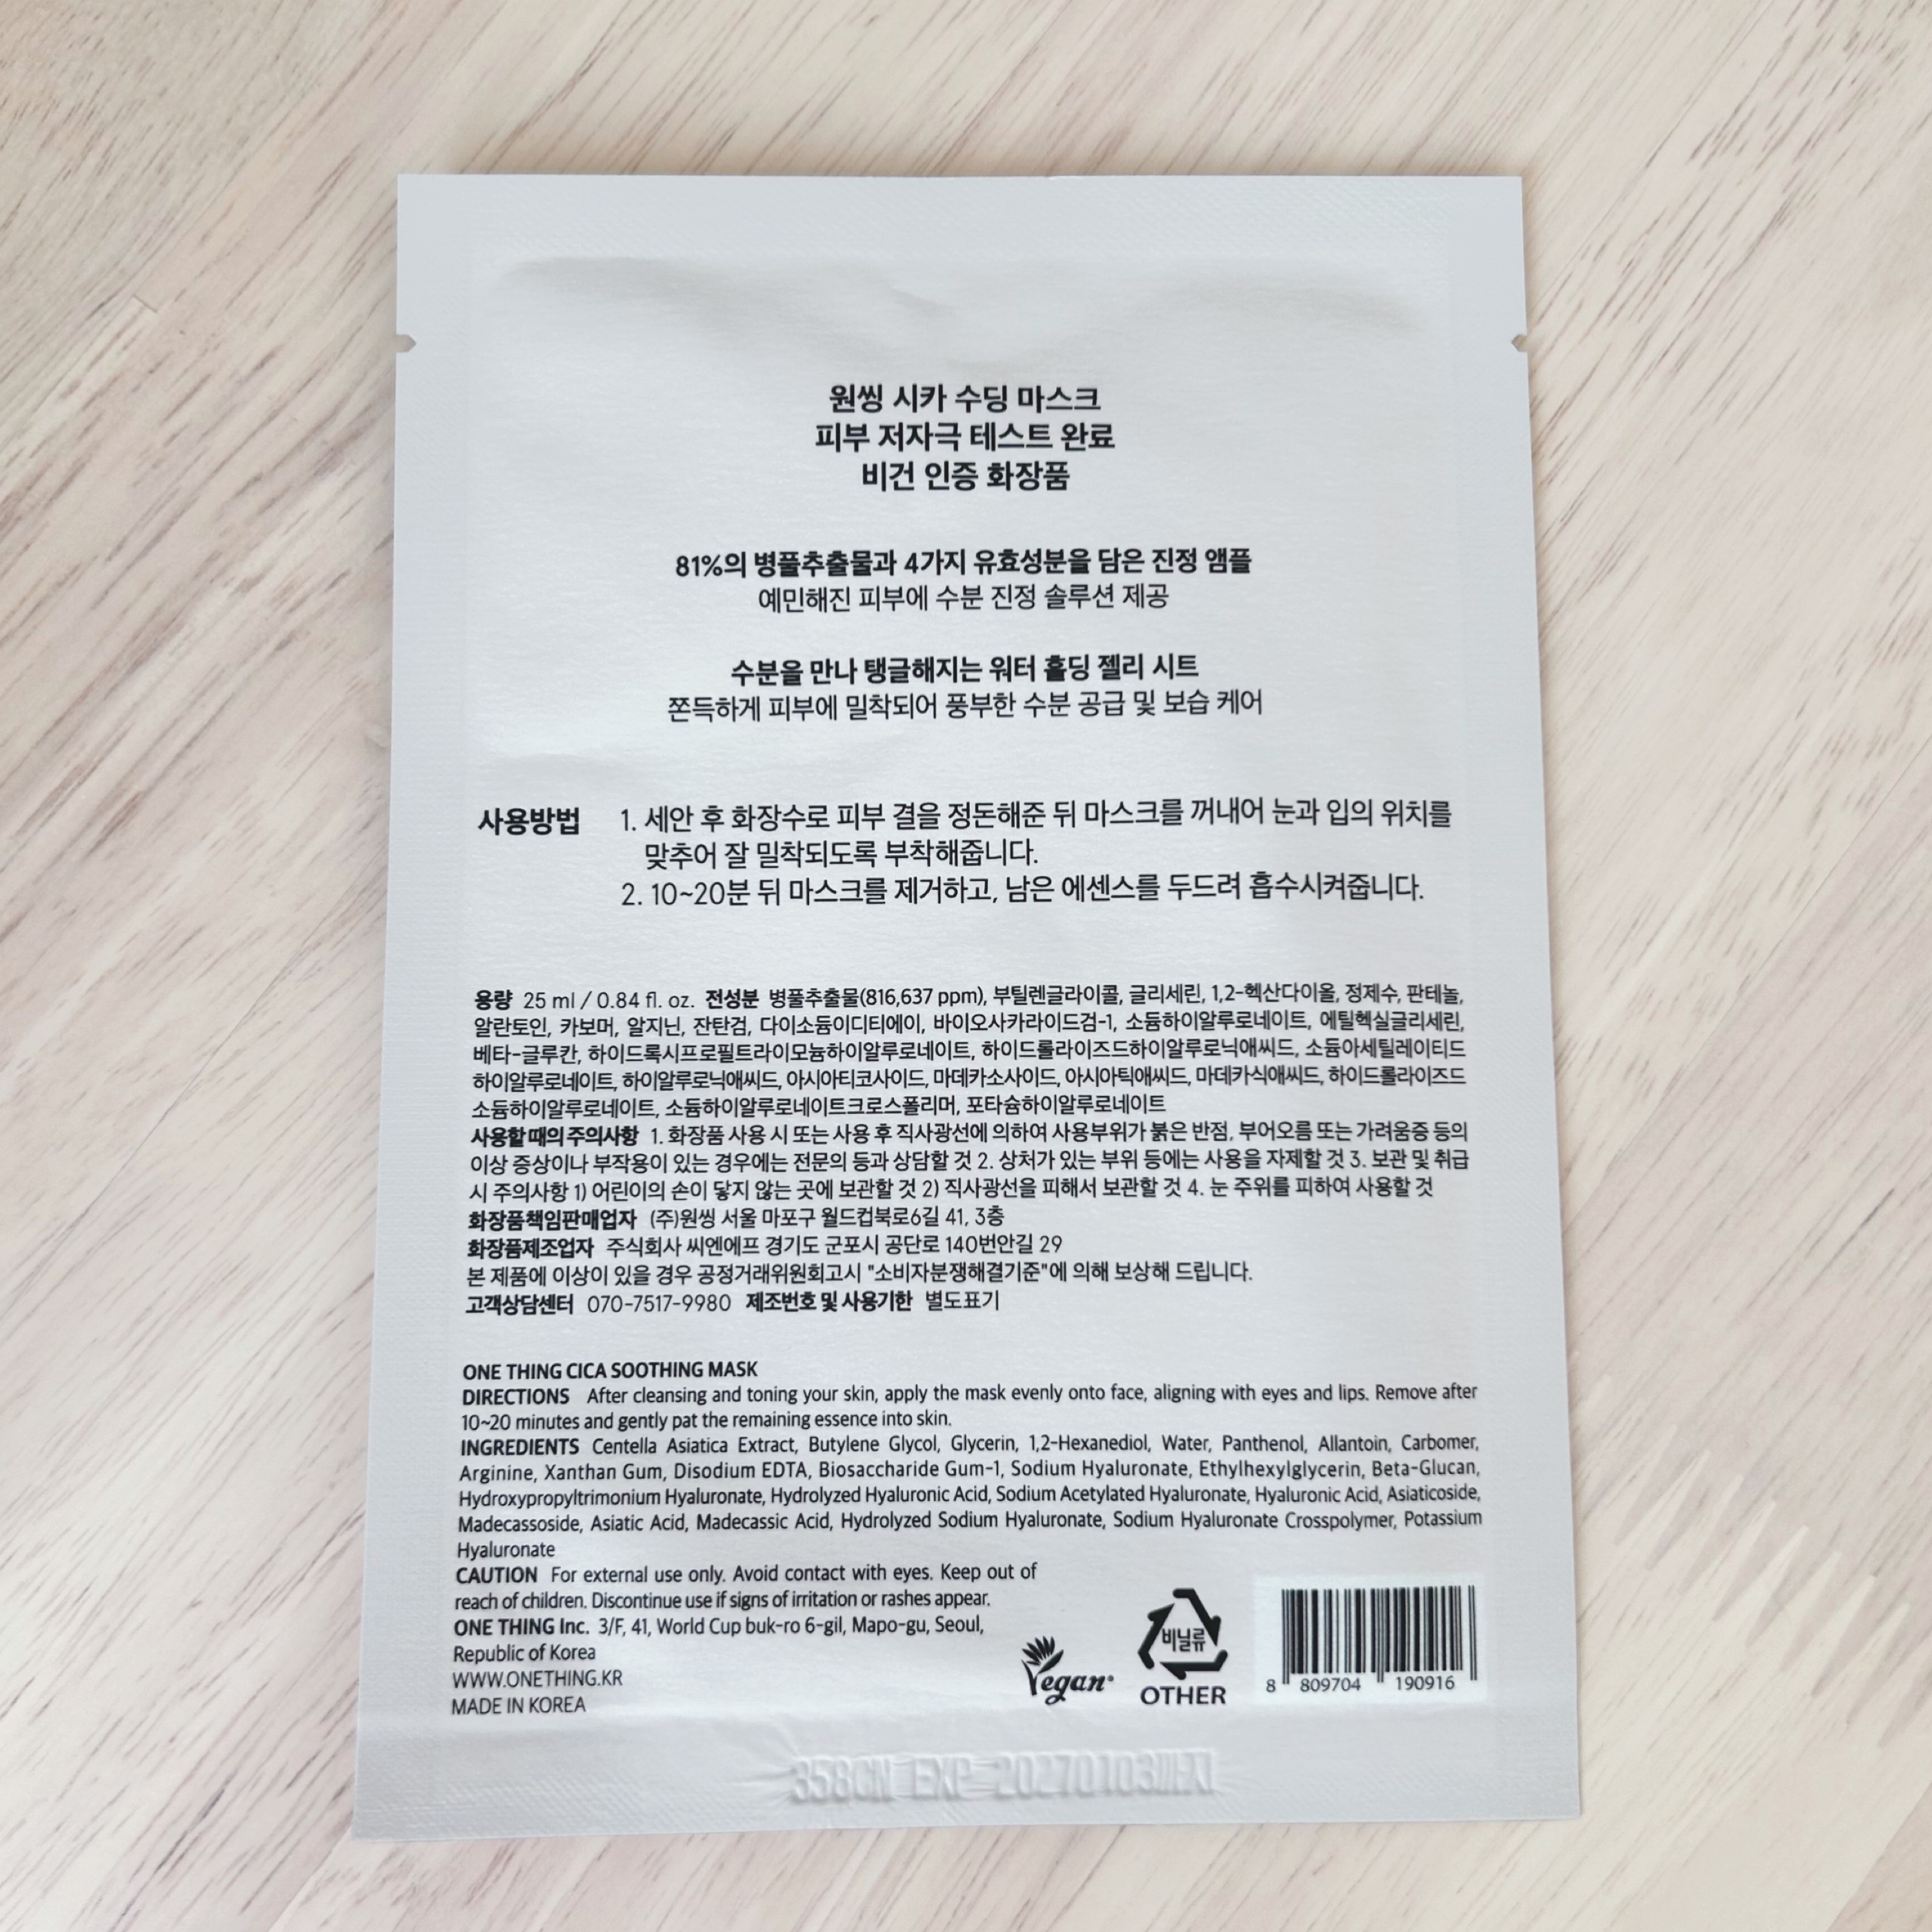 원씽 시카 수딩 마스크
피부 저자극 테스트 완료
비건 인증 화장품
81%의 병풀추출물과 4가지 유효성분을 담은 진정 앰플
예민해진 피부에 수분 진정 솔루션 제공
수분을 만나 탱글해지는 워터 홀딩 젤리 시트
쫀득하게 피부에 밀착되어 풍부한 수분 공급 및 보습 케어
사용방법 1. 세안 후 화장수로 피부 결을 정돈해준 뒤 마스크를 꺼내어 눈과 입의 위치를
맞추어 잘 밀착되도록 부착해줍니다.
2. 10~20분 뒤 마스크를 제거하고, 남은 에센스를 두드려 흡수시켜줍니다.
용량 25 ml / 0.84 fl. oz. 전성분 병풀추출물(816,637 ppm), 부틸렌글라이콜, 글리세린, 1,2-헥산다이올, 정제수, 판테놀,
알란토인, 카보머, 알지닌, 잔탄검, 다이소듐이디티에이, 바이오사카라이드검-1, 소듐하이알루로네이트, 에틸헥실글리세린,
베타-글루칸, 하이드록시프로필트라이모늄하이알루로네이트, 하이드롤라이즈드하이알루로닉애씨드, 소듐아세틸레이티드
하이알루로네이트, 하이알루로닉애씨드, 아시아티코사이드, 마데카소사이드, 아시아틱애씨드, 마데카식애씨드, 하이드롤라이즈드
소듐하이알루로네이트, 소듐하이알루로네이트크로스폴리머, 포타슘하이알루로네이트
사용할 때의 주의사항 1. 화장품 사용 시 또는 사용 후 직사광선에 의하여 사용부위가 붉은 반점, 부어오름 또는 가려움증 등의
이상 증상이나 부작용이 있는 경우에는 전문의 등과 상담할 것 2. 상처가 있는 부위 등에는 사용을 자제할 것 3. 보관 및 취급
시 주의사항 1) 어린이의 손이 닿지 않는 곳에 보관할 것 2) 직사광선을 피해서 보관할 것 4. 눈 주위를 피하여 사용할 것
화장품책임판매업자 (주)원씽 서울 마포구 월드컵북로6길 41, 3층
화장품제조업자 주식회사 씨엔에프 경기도 군포시 공단로 140번안길 29
본 제품에 이상이 있을 경우 공정거래위원회고시 "소비자분쟁해결기준"에 의해 보상해 드립니다.
고객상담센터 070-7517-9980 제조번호 및 사용기한 별도표기
ONE THING CICA SOOTHING MASK
DIRECTIONS After cleansing and toning your skin, apply the mask evenly onto face, aligning with eyes and lips. Remove after
10~20 minutes and gently pat the remaining essence into skin.
INGREDIENTS Centella Asiatica Extract, Butylene Glycol, Glycerin, 1,2-Hexanediol, Water, Panthenol, Allantoin, Carbomer,
Arginine, Xanthan Gum, Disodium EDTA, Biosaccharide Gum-1, Sodium Hyaluronate, Ethylhexylglycerin, Beta-Glucan,
Hydroxypropyltrimonium Hyaluronate, Hydrolyzed Hyaluronic Acid, Sodium Acetylated Hyaluronate, Hyaluronic Acid, Asiaticoside,
Madecassoside, Asiatic Acid, Madecassic Acid, Hydrolyzed Sodium Hyaluronate, Sodium Hyaluronate Crosspolymer, Potassium
Hyaluronate
CAUTION For external use only. Avoid contact with eyes. Keep out of
reach of children. Discontinue use if signs of irritation or rashes appear.
ONE THING Inc. 3/F, 41, World Cup buk-ro 6-gil, Mapo-gu, Seoul,
Republic of Korea
WWW.ONETHING.KR
MADE IN KOREA
Vegan
비닐류
OTHER
8 809704 190916
EXP 20270103까지